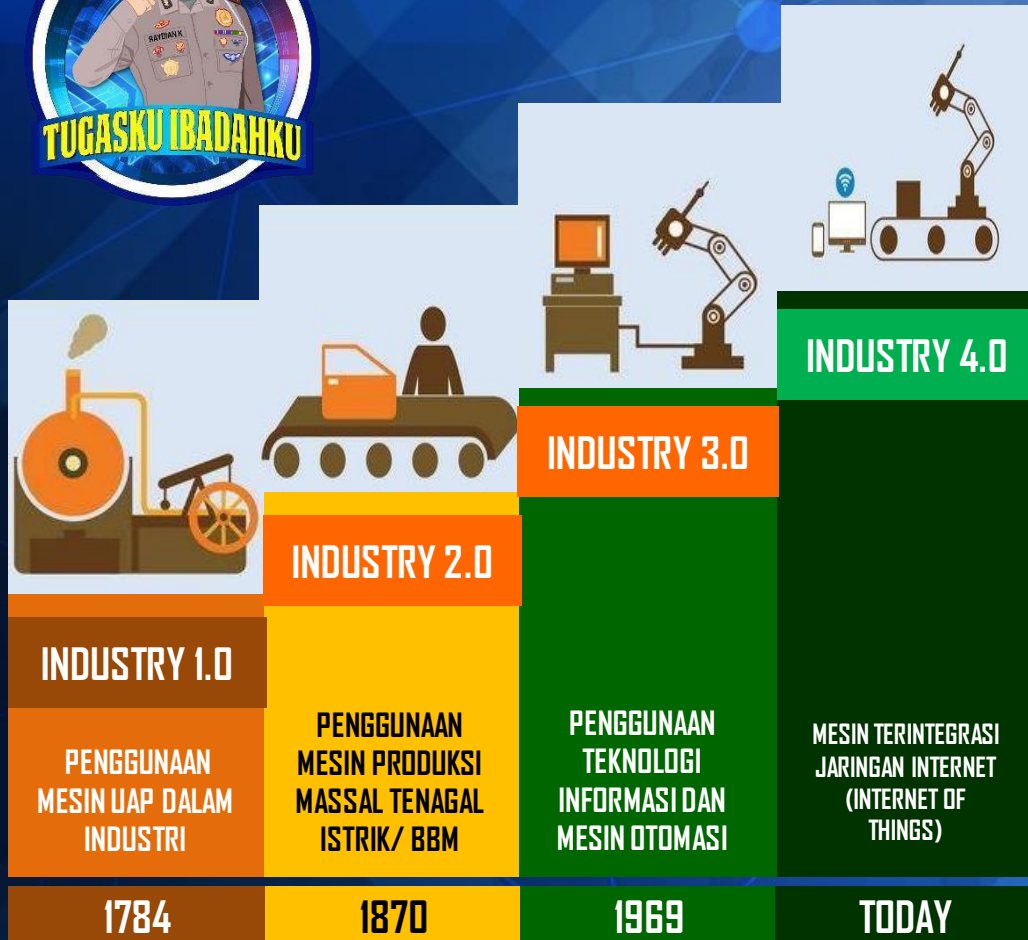 RAYDIAN K
TUGASKU IBADAHKU
INDUSTRY 1.0
PENGGUNAAN
MESIN UAP DALAM
INDUSTRI
1784
INDUSTRY 2.0
PENGGUNAAN
MESIN PRODUKSI
MASSAL TENAGAL
ISTRIK/ BBM
1870
INDUSTRY 3.0
PENGGUNAAN
TEKNOLOGI
INFORMASI DAN
MESIN OTOMASI
1969
INDUSTRY 4.0
MESIN TERINTEGRASI
JARINGAN INTERNET
(INTERNET OF
THINGS)
TODAY